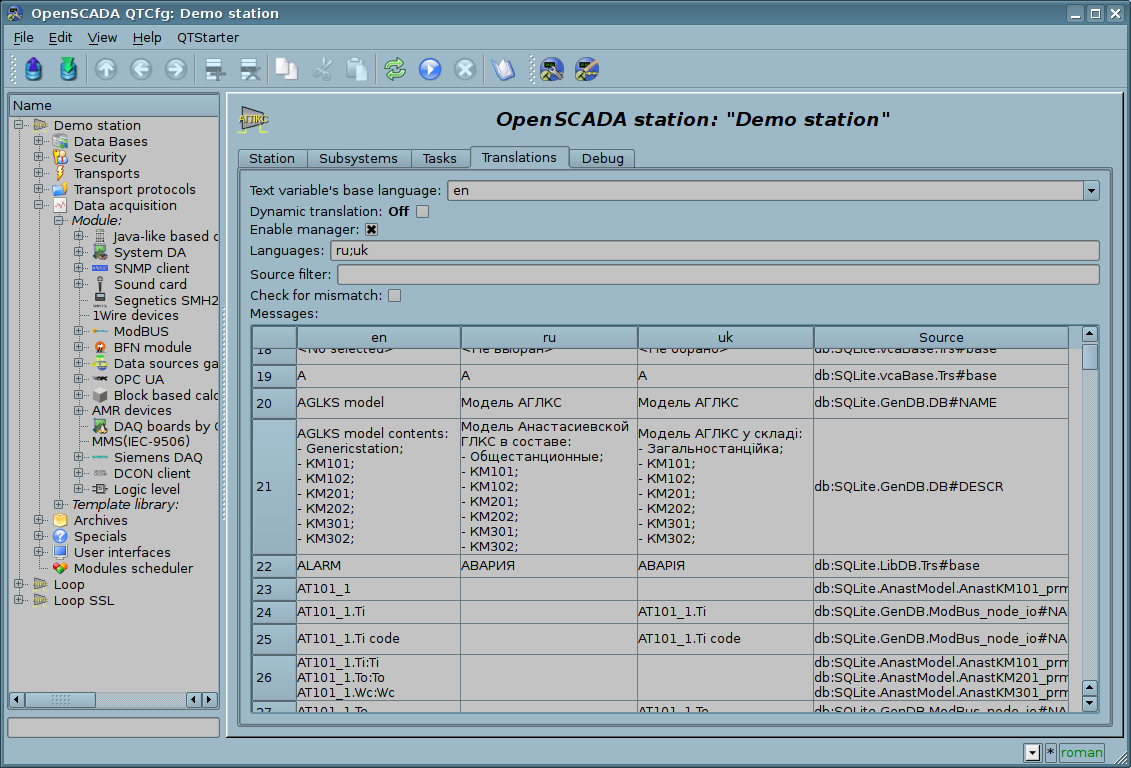 OpenSCADA QTCfg: Demo station
File Edit View Help QTStarter
Name
Demo station
Data Bases
Security
Transports
Transport protocols
Data acquisition
Module:
Java-like based c
System DA
SNMP client
Sound card
Segnetics SMH2
1Wire devices
ModBUS
BFN module
Data sources ga
OPC UA
Block based calc
AMR devices
DAQ boards by
MMS(IEC-9506)
Siemens DAQ
DCON client
Logic level
Template library:
Archives
Specials
User interfaces
Modules scheduler
Loop
Loop SSL
АГЛКС
OpenSCADA station: "Demo station"
Station Subsystems Tasks Translations Debug
Text variable's base language: en
Dynamic translation: Off
Enable manager:
Languages: ru;uk
Source filter:
Check for mismatch:
Messages:
en ru uk Source
18 <No selected> <Не выбран> <Не обрано> db:SQLite.vcaBase.Trs#base
19 A A A db:SQLite.vcaBase.Trs#base
20 AGLKS model Модель АГЛКС Модель АГЛКС db:SQLite.GenDB.DB#NAME
21
AGLKS model contents:
- Genericstation;
- KM101;
- KM102;
- KM201;
- KM202;
- KM301;
- KM302;
Модель Анастасиевской
ГЛКС в составе:
- Общестанционные;
- КМ101;
- КМ102;
- КМ201;
- КМ202;
- КМ301;
- КМ302;
Модель АГЛКС у складі:
- Загальностанційка;
- КМ101;
- КМ102;
- КМ201;
- КМ202;
- КМ301;
- КМ302;
db:SQLite.GenDB.DB#DESCR
22 ALARM АВАРИЯ АВАРІЯ db:SQLite.LibDB.Trs#base
23 AT101_1 db:SQLite.AnastModel.AnastKM101_prm
24 AT101_1.Ti AT101_1.Ti db:SQLite.GenDB.ModBus_node_io#NA
25 AT101_1.Ti code AT101_1.Ti code db:SQLite.GenDB.ModBus_node_io#NA
26
AT101_1.Ti:Ti
AT101_1.To:To
AT101_1.Wc:Wc
db:SQLite.AnastModel.AnastKM101_prm
db:SQLite.AnastModel.AnastKM201_prm
db:SQLite.AnastModel.AnastKM301_prm
27 AT101_1.To AT101_1.To db:SQLite.GenDB.ModBus_node_io#NA
* roman